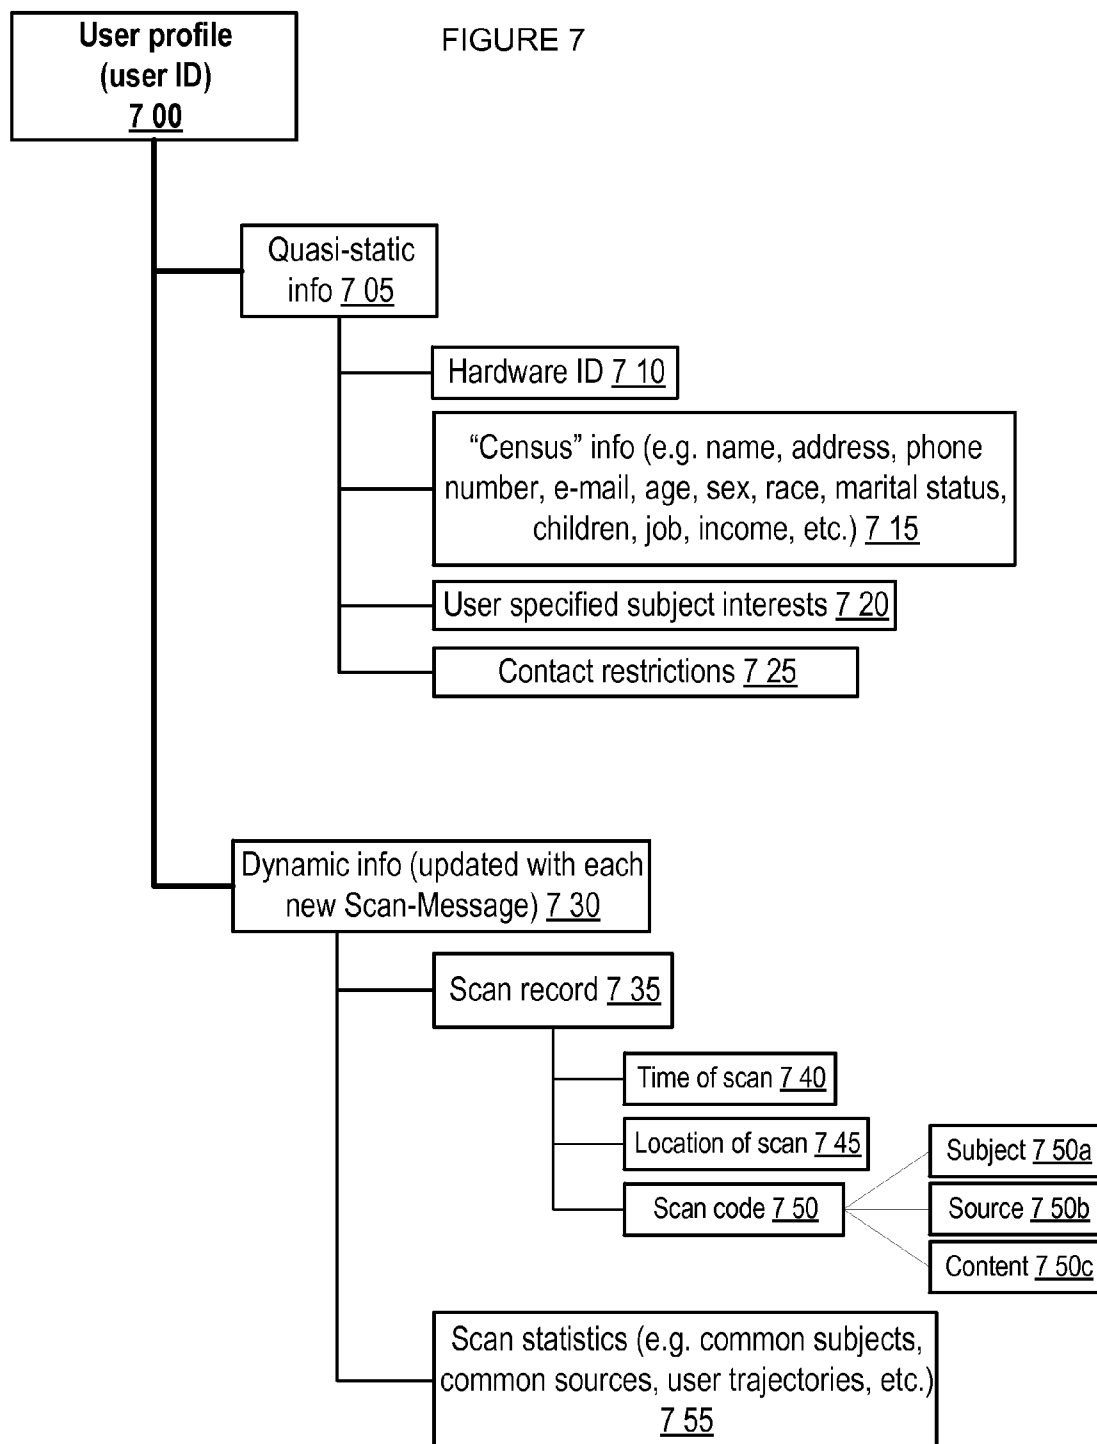 FIGURE 7
User profile
(user ID)
7 00
Quasi-static
info 7 05
Hardware ID 7 10
“Census” info (e.g. name, address, phone
number, e-mail, age, sex, race, marital status,
children, job, income, etc.) 7 15
User specified subject interests 7 20
Contact restrictions 7 25
Dynamic info (updated with each
new Scan-Message) 7 30
Scan record 7 35
Time of scan 7 40
Location of scan 7 45
Scan code 7 50
Subject 7 50a
Source 7 50b
Content 7 50c
Scan statistics (e.g. common subjects,
common sources, user trajectories, etc.)
7 55